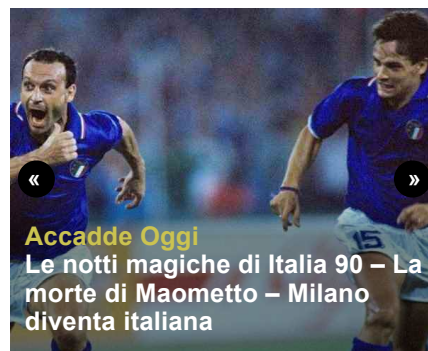 15
«
»
Accadde Oggi
Le notti magiche di Italia 90 – La
morte di Maometto – Milano
diventa italiana